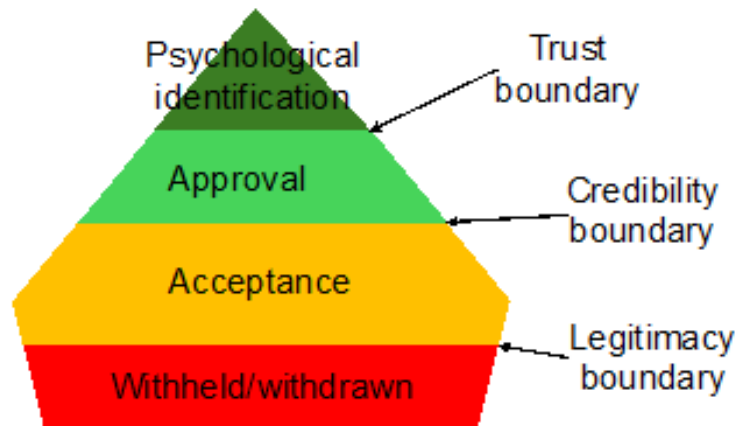 Psychological
identification
Trust
boundary
Approval
Credibility
boundary
Acceptance
Legitimacy
boundary
Withheld/withdrawn